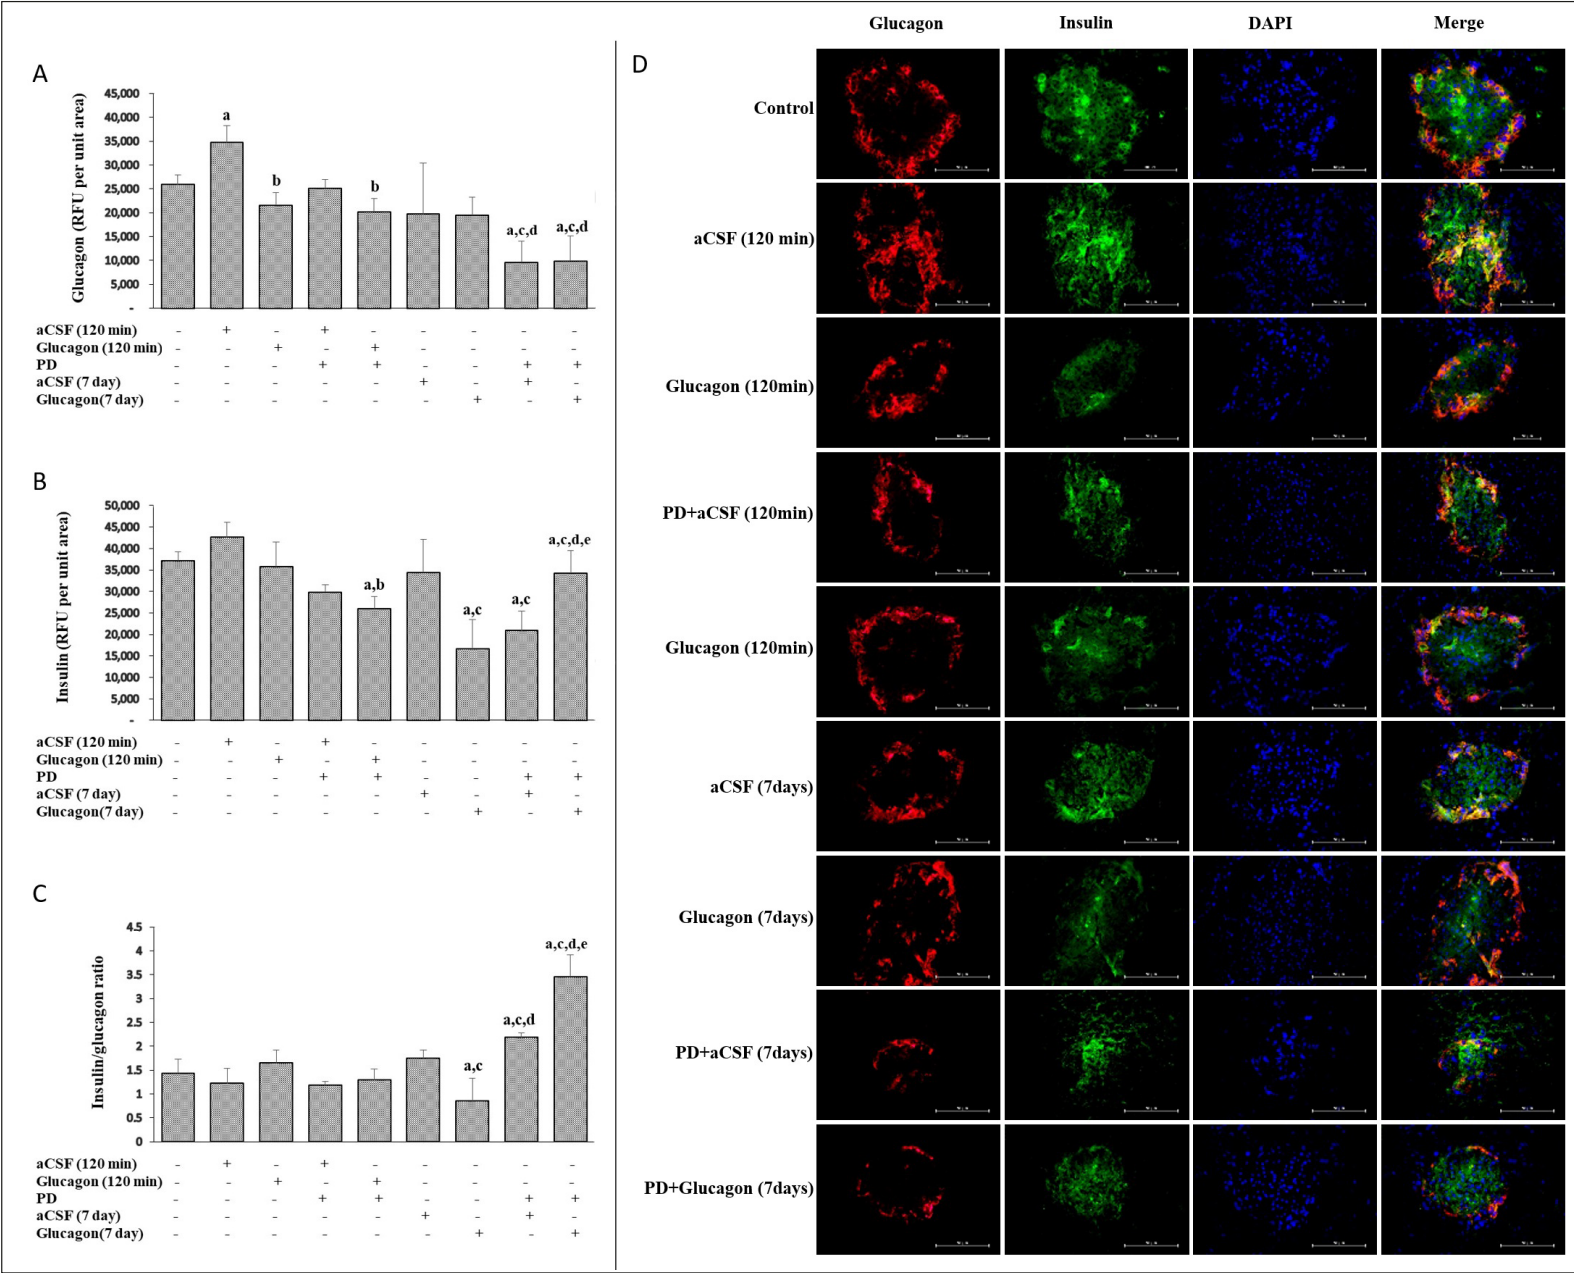 A
45,000
40,000
35,000
30,000
25,000
20,000
15,000
10,000
5,000
-
Glucagon (RFU per unit area)
a
b
b
a,c,d
a,c,d
aCSF (120 min) - + - + - - - - -
Glucagon (120 min) - - + - + - - - -
PD - - - + + - - + +
aCSF (7 day) - - - - - + - + -
Glucagon(7 day) - - - - - - + - +
B
50,000
45,000
40,000
35,000
30,000
25,000
20,000
15,000
10,000
5,000
-
Insulin (RFU per unit area)
a,b
a,c
a,c
a,c,d,e
aCSF (120 min) - + - + - - - - -
Glucagon (120 min) - - + - + - - - -
PD - - - + + - - + +
aCSF (7 day) - - - - - + - + -
Glucagon(7 day) - - - - - - + - +
C
4.5
4
3.5
3
2.5
2
1.5
1
0.5
0
Insulin/glucagon ratio
a,c
a,c,d
a,c,d,e
aCSF (120 min) - + - + - - - - -
Glucagon (120 min) - - + - + - - - -
PD - - - + + - - + +
aCSF (7 day) - - - - - + - + -
Glucagon(7 day) - - - - - - + - +
D
Glucagon Insulin DAPI Merge
Control
aCSF (120 min)
Glucagon (120min)
PD+aCSF (120min)
Glucagon (120min)
aCSF (7days)
Glucagon (7days)
PD+aCSF (7days)
PD+Glucagon (7days)